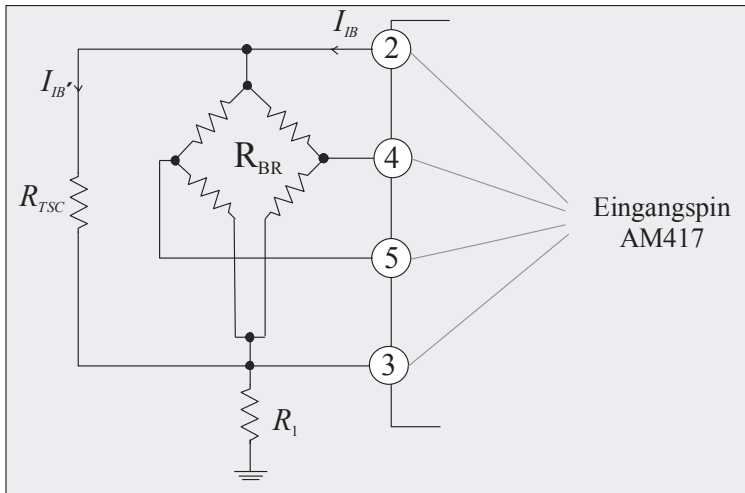 I_IB
2
I_IB'
R_BR
4
R_TSC
Eingangspin
AM417
5
3
R_1